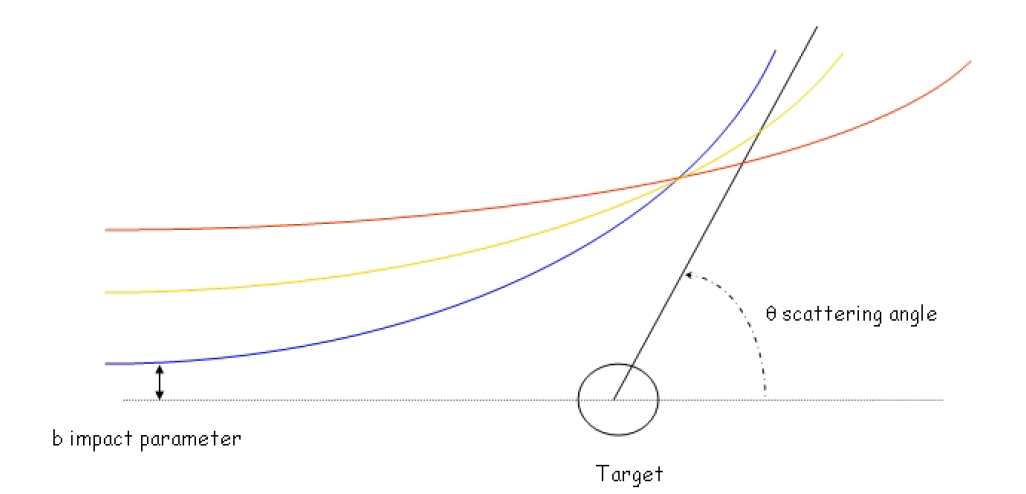 θ scattering angle
b impact parameter
Target